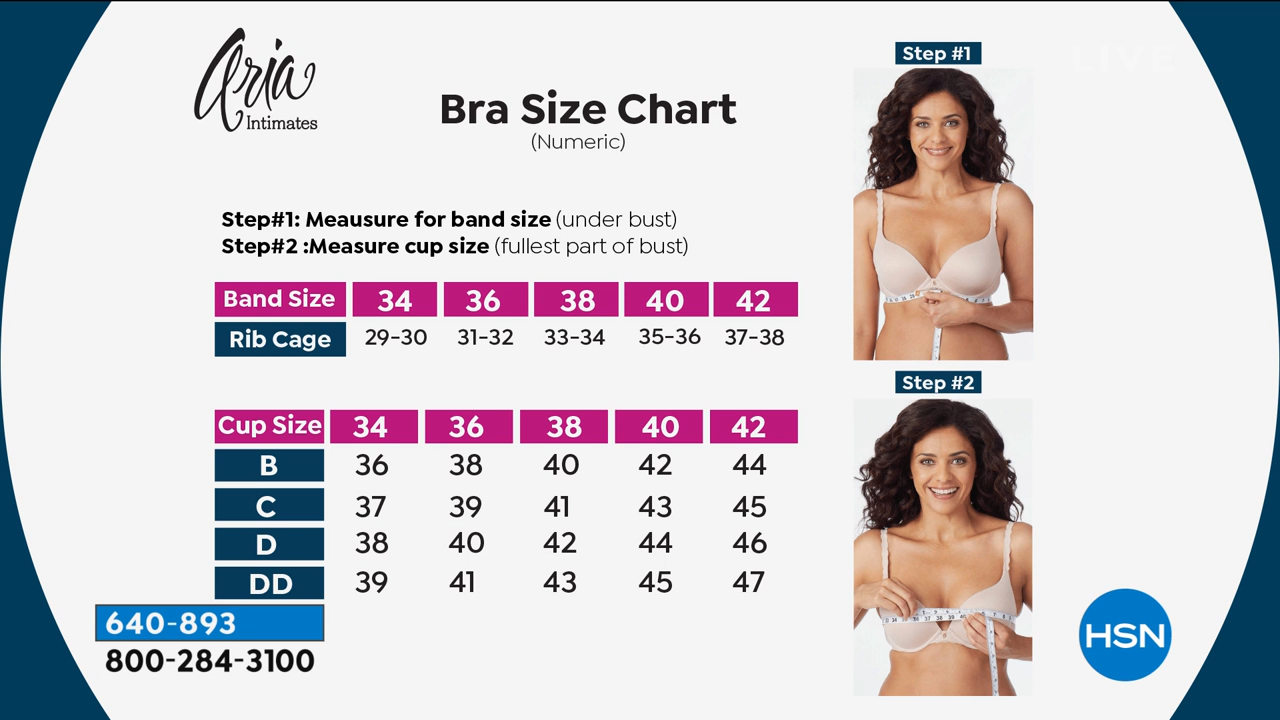 Aria
Intimates
Bra Size Chart
(Numeric)
Step#1: Meausure for band size (under bust)
Step#2 :Measure cup size (fullest part of bust)
Band Size 34 36 38 40 42
Rib Cage 29-30 31-32 33-34 35-36 37-38
Cup Size 34 36 38 40 42
B 36 38 40 42 44
C 37 39 41 43 45
D 38 40 42 44 46
DD 39 41 43 45 47
640-893
800-284-3100
Step #1
LIVE
Step #2
HSN